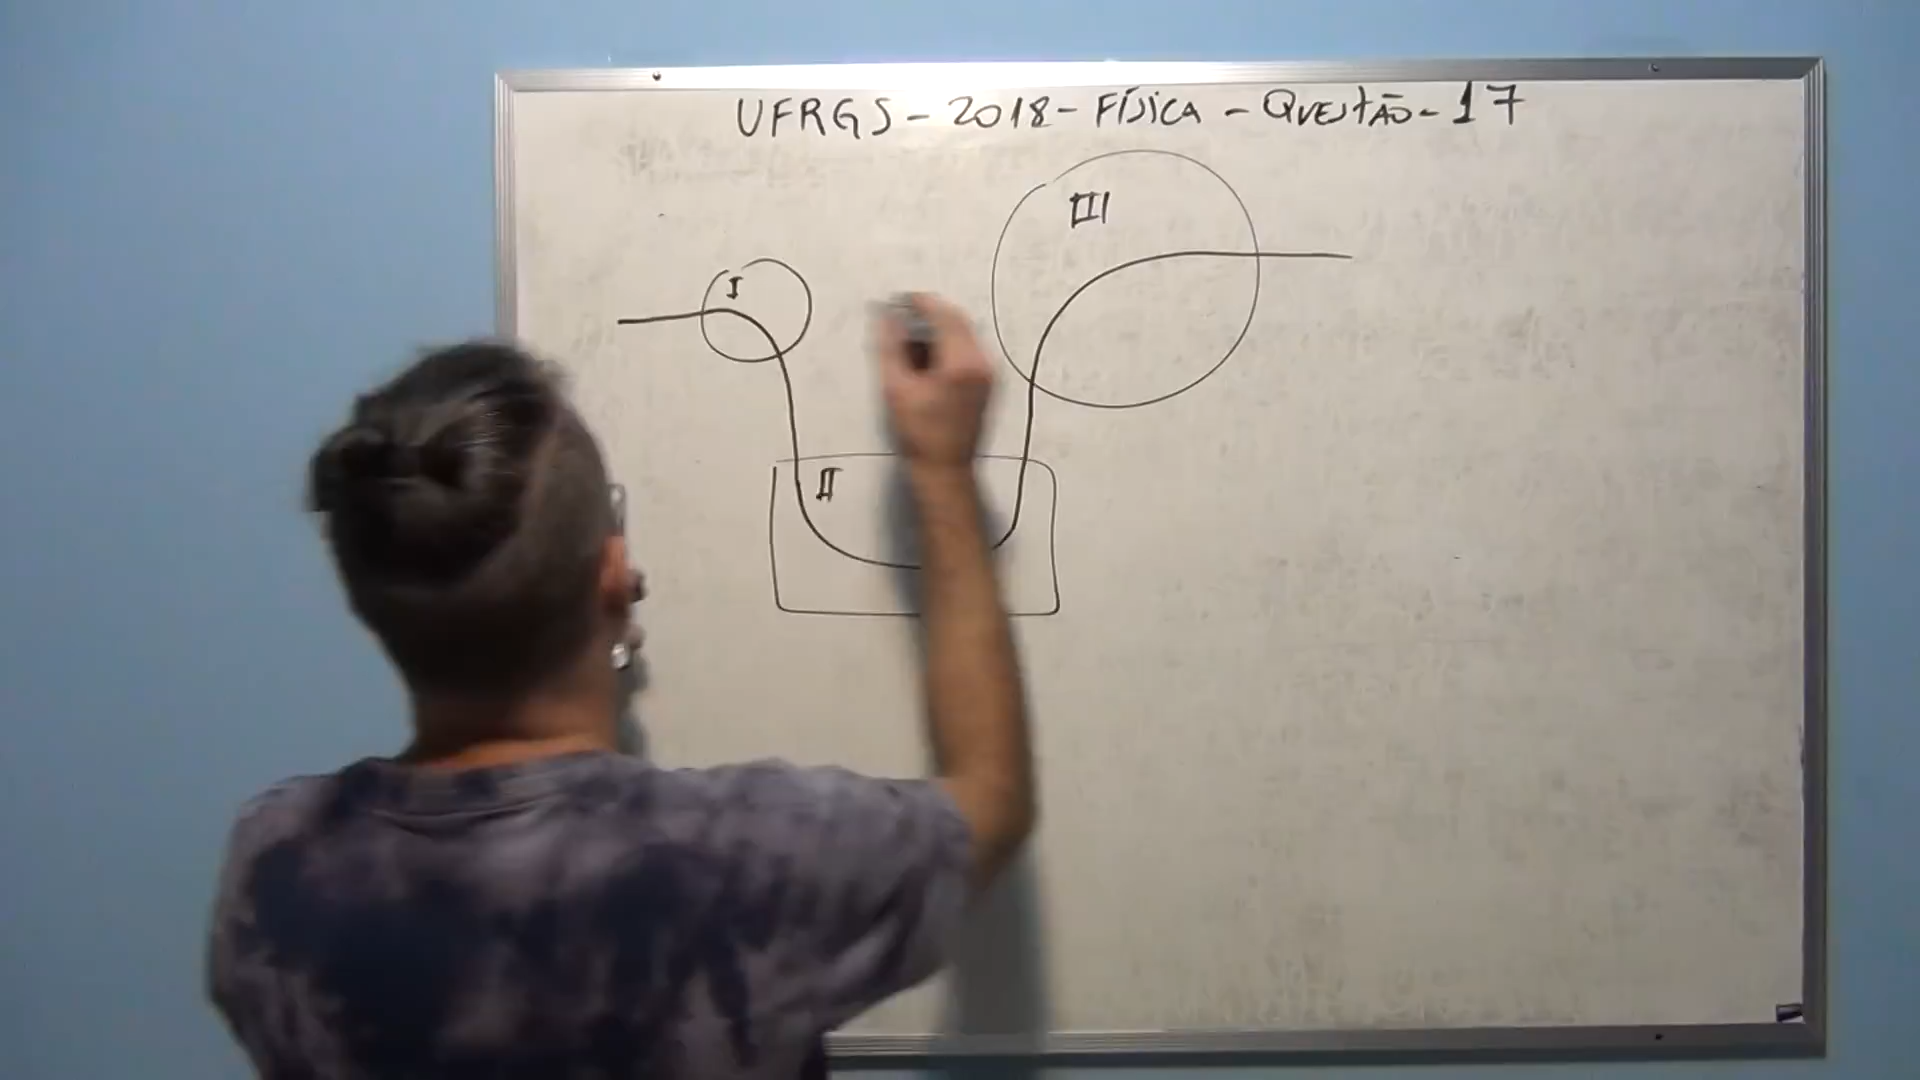 UFRGS - 2018 - FÍSICA - QUESTÃO - 17
III
I
II